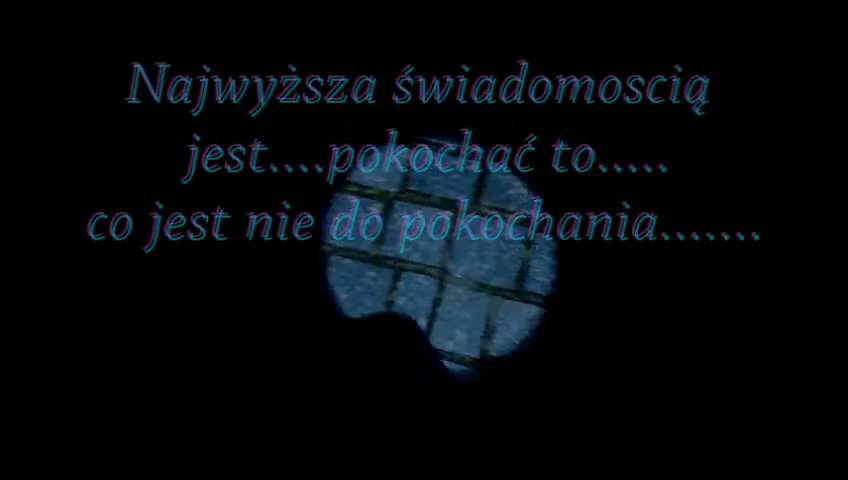 Najwyższa świadomoscią
jest....pokochać to.....
co jest nie do pokochania.......